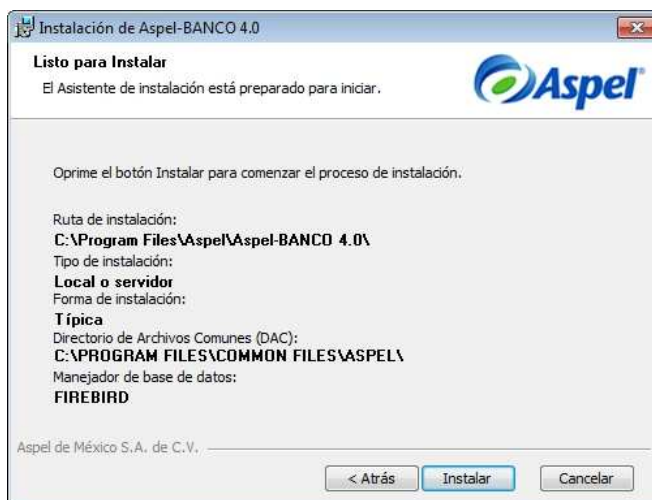 Instalación de Aspel-BANCO 4.0
Listo para Instalar
El Asistente de instalación está preparado para iniciar.
Aspel
Oprime el botón Instalar para comenzar el proceso de instalación.
Ruta de instalación:
C:\Program Files\Aspel\Aspel-BANCO 4.0\
Tipo de instalación:
Local o servidor
Forma de instalación:
Típica
Directorio de Archivos Comunes (DAC):
C:\PROGRAM FILES\COMMON FILES\ASPEL\
Manejador de base de datos:
FIREBIRD
Aspel de México S.A. de C.V.
< Atrás Instalar Cancelar